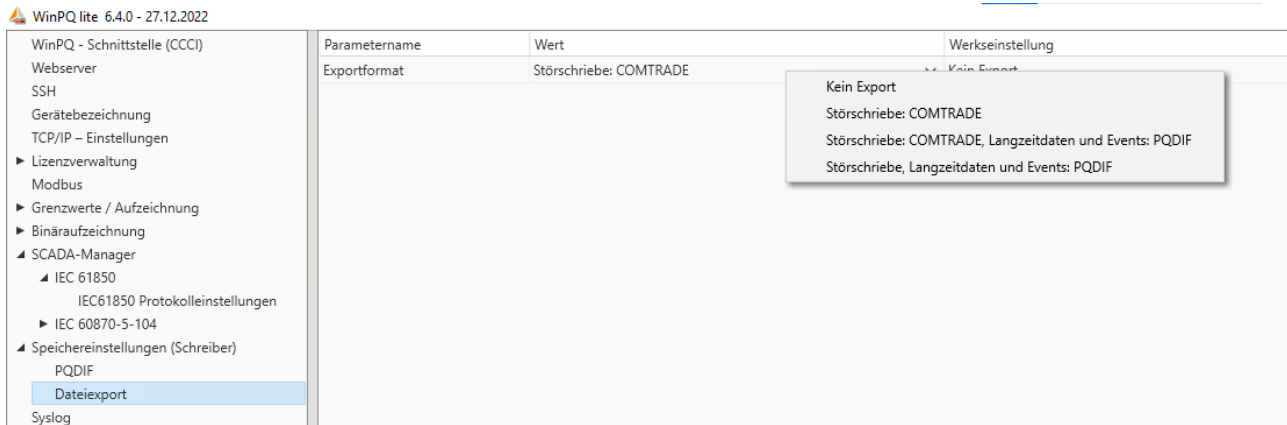 WinPQ lite 6.4.0 - 27.12.2022
WinPQ - Schnittstelle (CCCI)
Webserver
SSH
Gerätebezeichnung
TCP/IP – Einstellungen
Lizenzverwaltung
Modbus
Grenzwerte / Aufzeichnung
Binäraufzeichnung
SCADA-Manager
IEC 61850
IEC61850 Protokolleinstellungen
IEC 60870-5-104
Speichereinstellungen (Schreiber)
PQDIF
Dateiexport
Syslog
Parametername Wert Werkseinstellung
Exportformat Störschriebe: COMTRADE Kein Export
Kein Export
Störschriebe: COMTRADE
Störschriebe: COMTRADE, Langzeitdaten und Events: PQDIF
Störschriebe, Langzeitdaten und Events: PQDIF